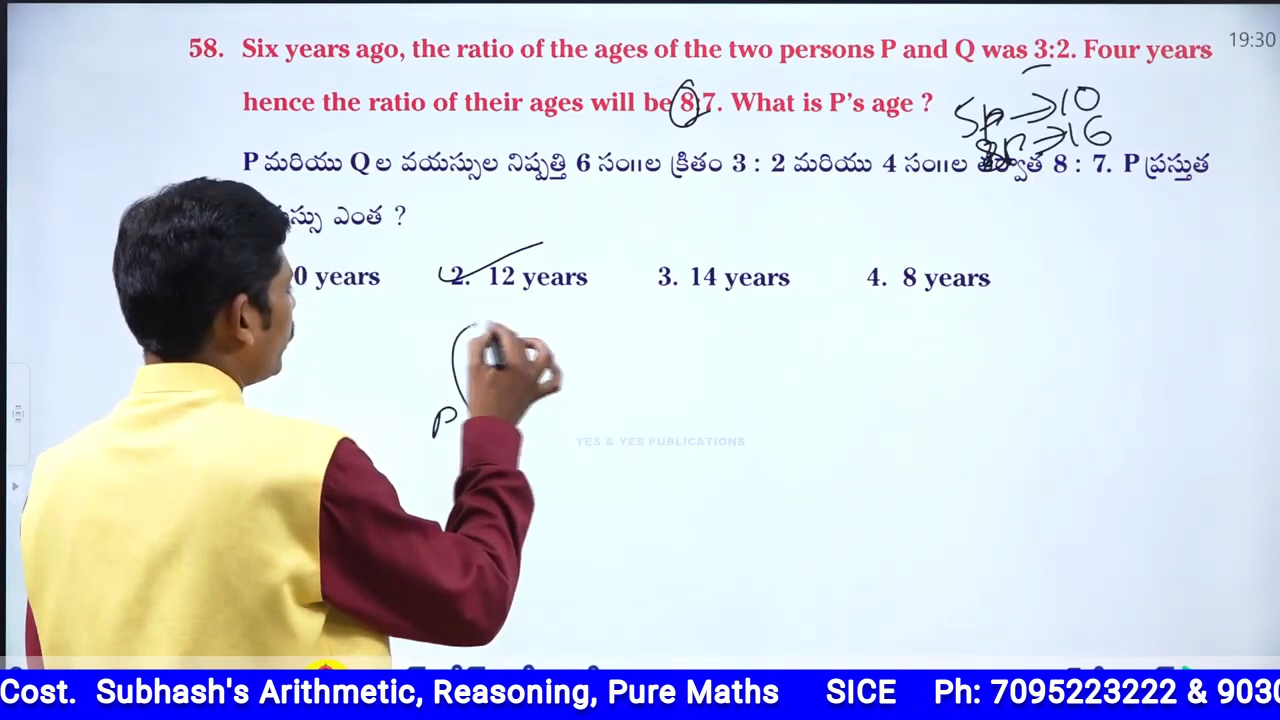 19:30
58. Six years ago, the ratio of the ages of the two persons P and Q was 3:2. Four years
hence the ratio of their ages will be 8:7. What is P's age ?
5p → 10
8p → 16
P మరియు Q ల వయస్సుల నిష్పత్తి 6 సం॥ల క్రితం 3 : 2 మరియు 4 సం॥ల తర్వాత 8 : 7. P ప్రస్తుత
ఎంత ?
0 years 2. 12 years 3. 14 years 4. 8 years
P
YES & YES PUBLICATIONS
Cost. Subhash's Arithmetic, Reasoning, Pure Maths SICE Ph: 7095223222 & 9030